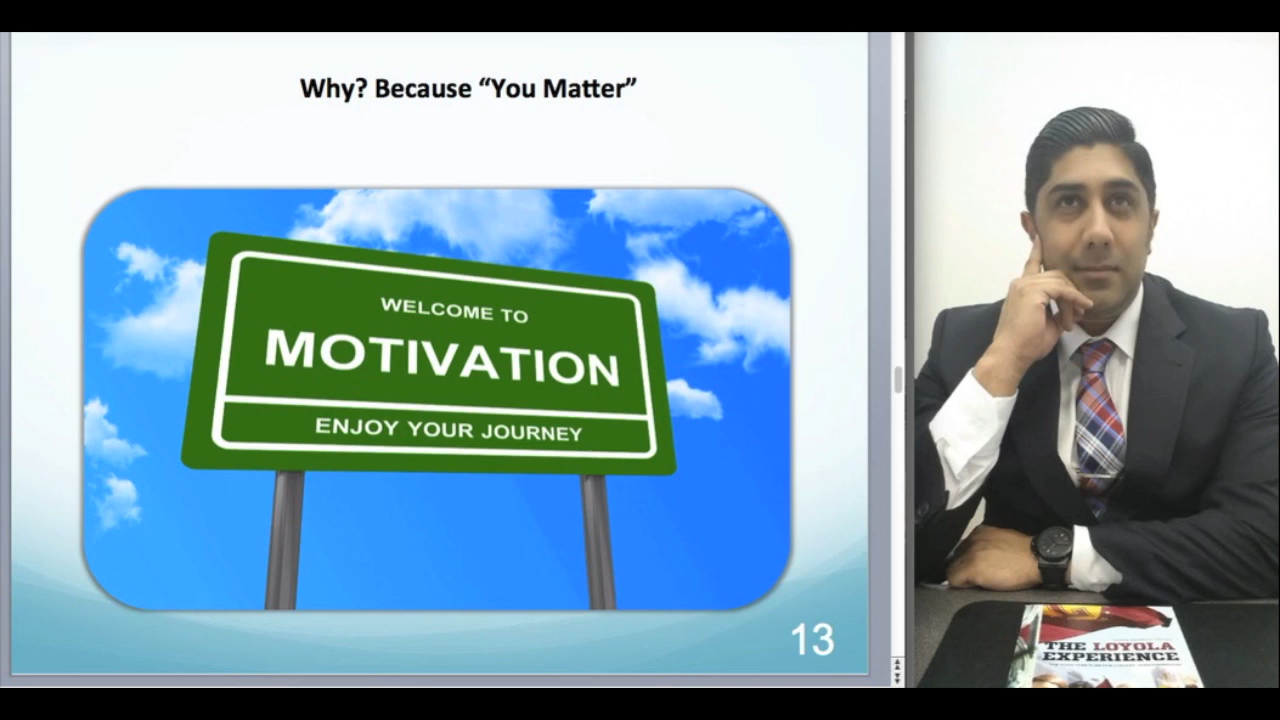 Why? Because “You Matter”
WELCOME TO
MOTIVATION
ENJOY YOUR JOURNEY
13
THE LOYOLA
EXPERIENCE